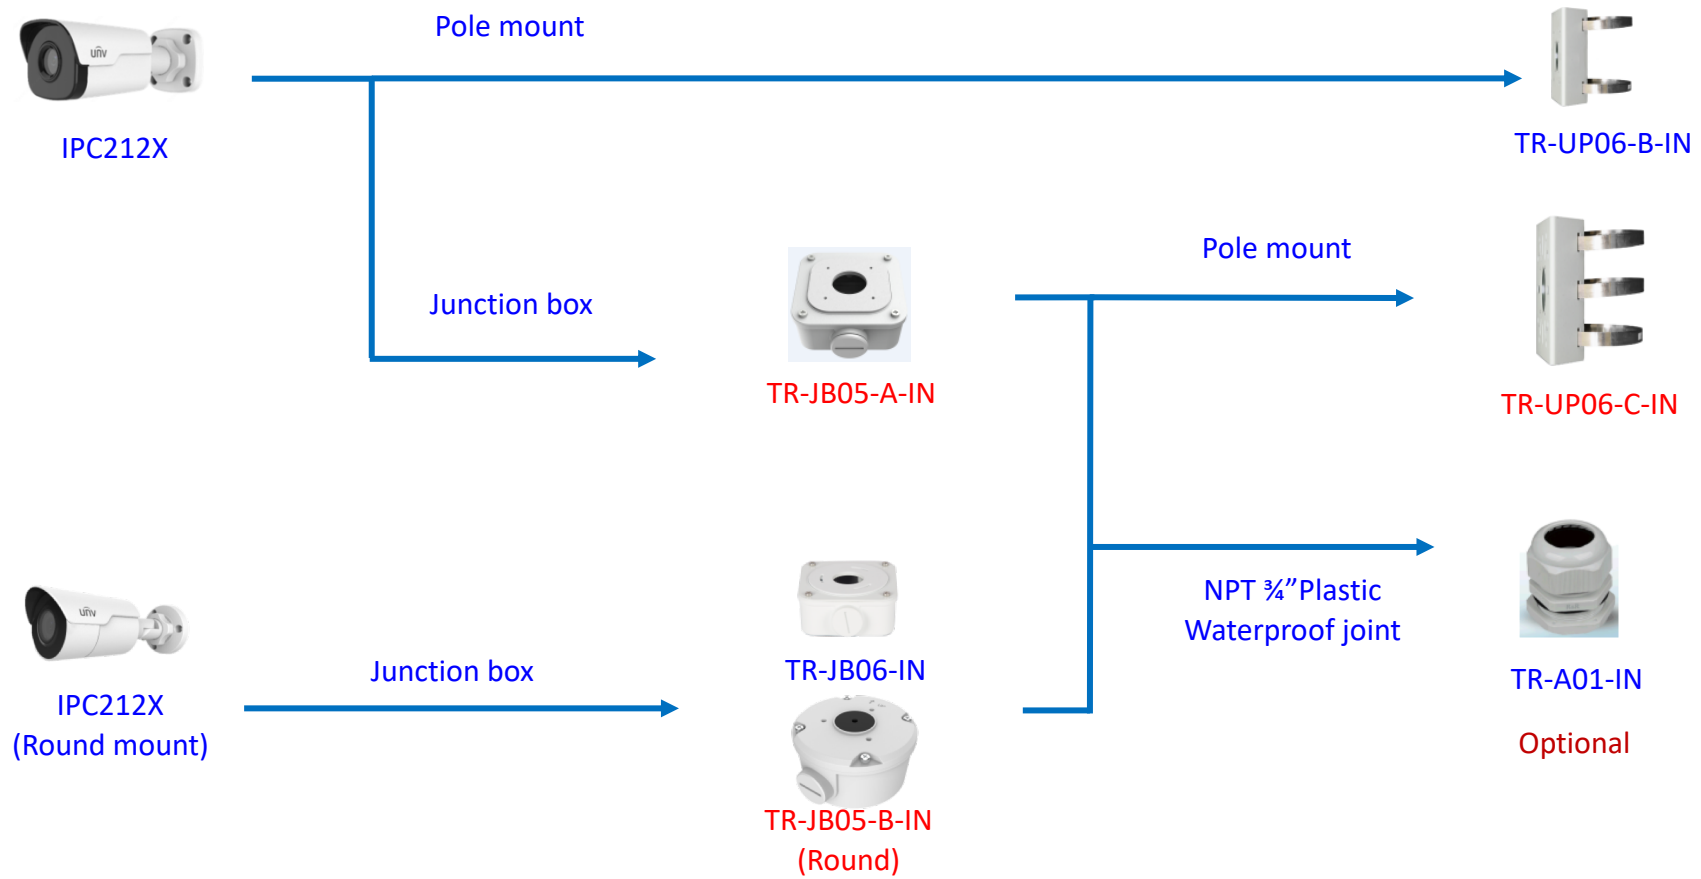 Pole mount
unv
IPC212X
TR-UP06-B-IN
Pole mount
Junction box
TR-JB05-A-IN
TR-UP06-C-IN
unv
IPC212X
(Round mount)
Junction box
TR-JB06-IN
TR-JB05-B-IN
(Round)
NPT ¾”Plastic
Waterproof joint
TR-A01-IN
Optional